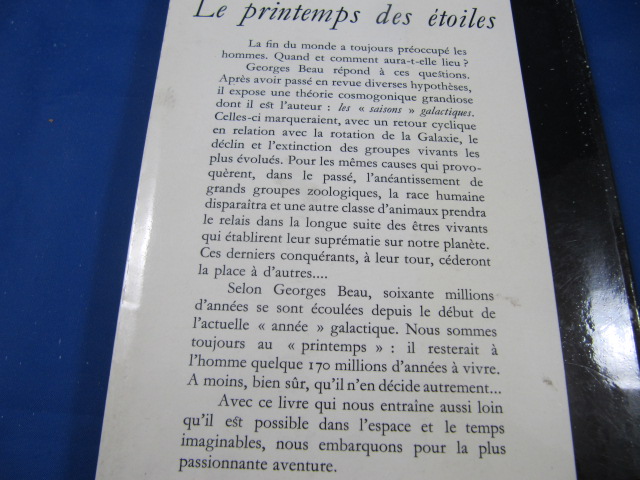 Le printemps des étoiles
La fin du monde a toujours préoccupé les
hommes. Quand et comment aura-t-elle lieu ?
Georges Beau répond à ces questions.
Après avoir passé en revue diverses hypothèses,
il expose une théorie cosmogonique grandiose
dont il est l'auteur : les « saisons » galactiques.
Celles-ci marqueraient, avec un retour cyclique
en relation avec la rotation de la Galaxie, le
déclin et l'extinction des groupes vivants les
plus évolués. Pour les mêmes causes qui provo-
quèrent, dans le passé, l'anéantissement de
grands groupes zoologiques, la race humaine
disparaîtra et une autre classe d'animaux prendra
le relais dans la longue suite des êtres vivants
qui établirent leur suprématie sur notre planète.
Ces derniers conquérants, à leur tour, céderont
la place à d'autres....
Selon Georges Beau, soixante millions
d'années se sont écoulées depuis le début de
l'actuelle « année » galactique. Nous sommes
toujours au « printemps » : il resterait à
l'homme quelque 170 millions d'années à vivre.
A moins, bien sûr, qu'il n'en décide autrement...
Avec ce livre qui nous entraîne aussi loin
qu'il est possible dans l'espace et le temps
imaginables, nous embarquons pour la plus
passionnante aventure.